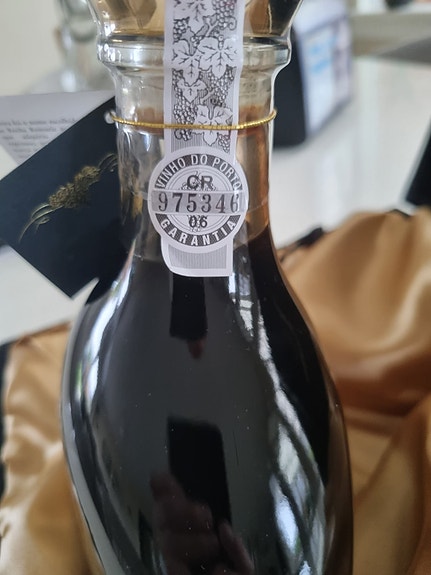 VINHO DO PORTO
CR
975346
06
GARANTIA